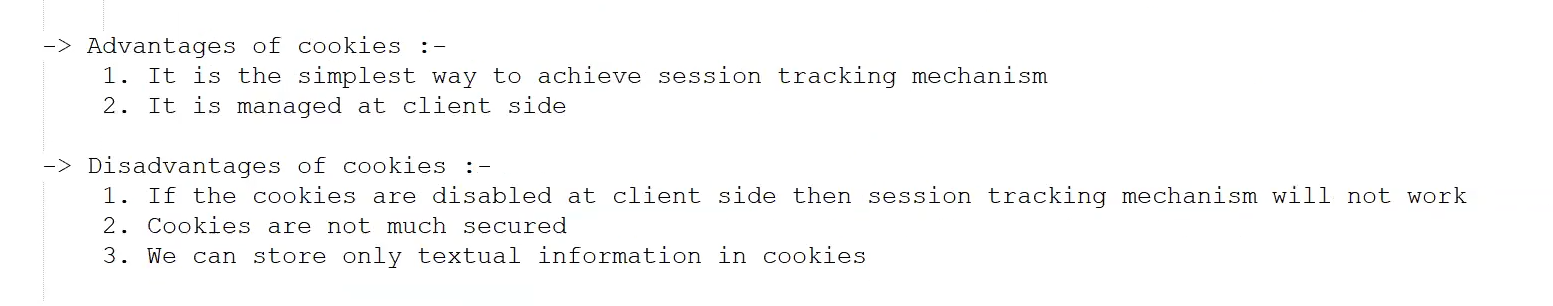 -> Advantages of cookies :-
1. It is the simplest way to achieve session tracking mechanism
2. It is managed at client side
-> Disadvantages of cookies :-
1. If the cookies are disabled at client side then session tracking mechanism will not work
2. Cookies are not much secured
3. We can store only textual information in cookies